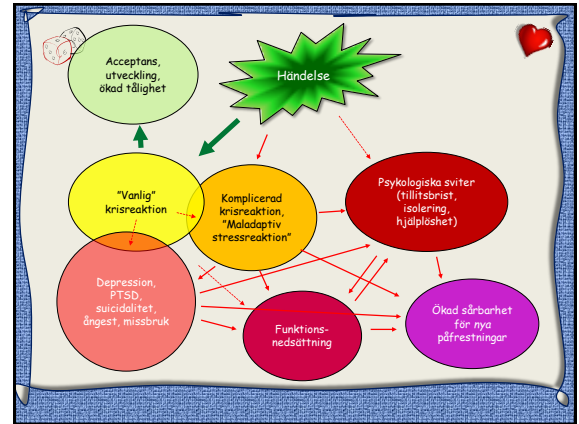 Acceptans,
utveckling,
ökad tålighet
Händelse
"Vanlig"
krisreaktion
Komplicerad
krisreaktion,
"Maladaptiv
stressreaktion"
Psykologiska sviter
(tillitsbrist,
isolering,
hjälplöshet)
Depression,
PTSD,
suicidalitet,
ångest, missbruk
Funktions-
nedsättning
Ökad sårbarhet
för nya
påfrestningar